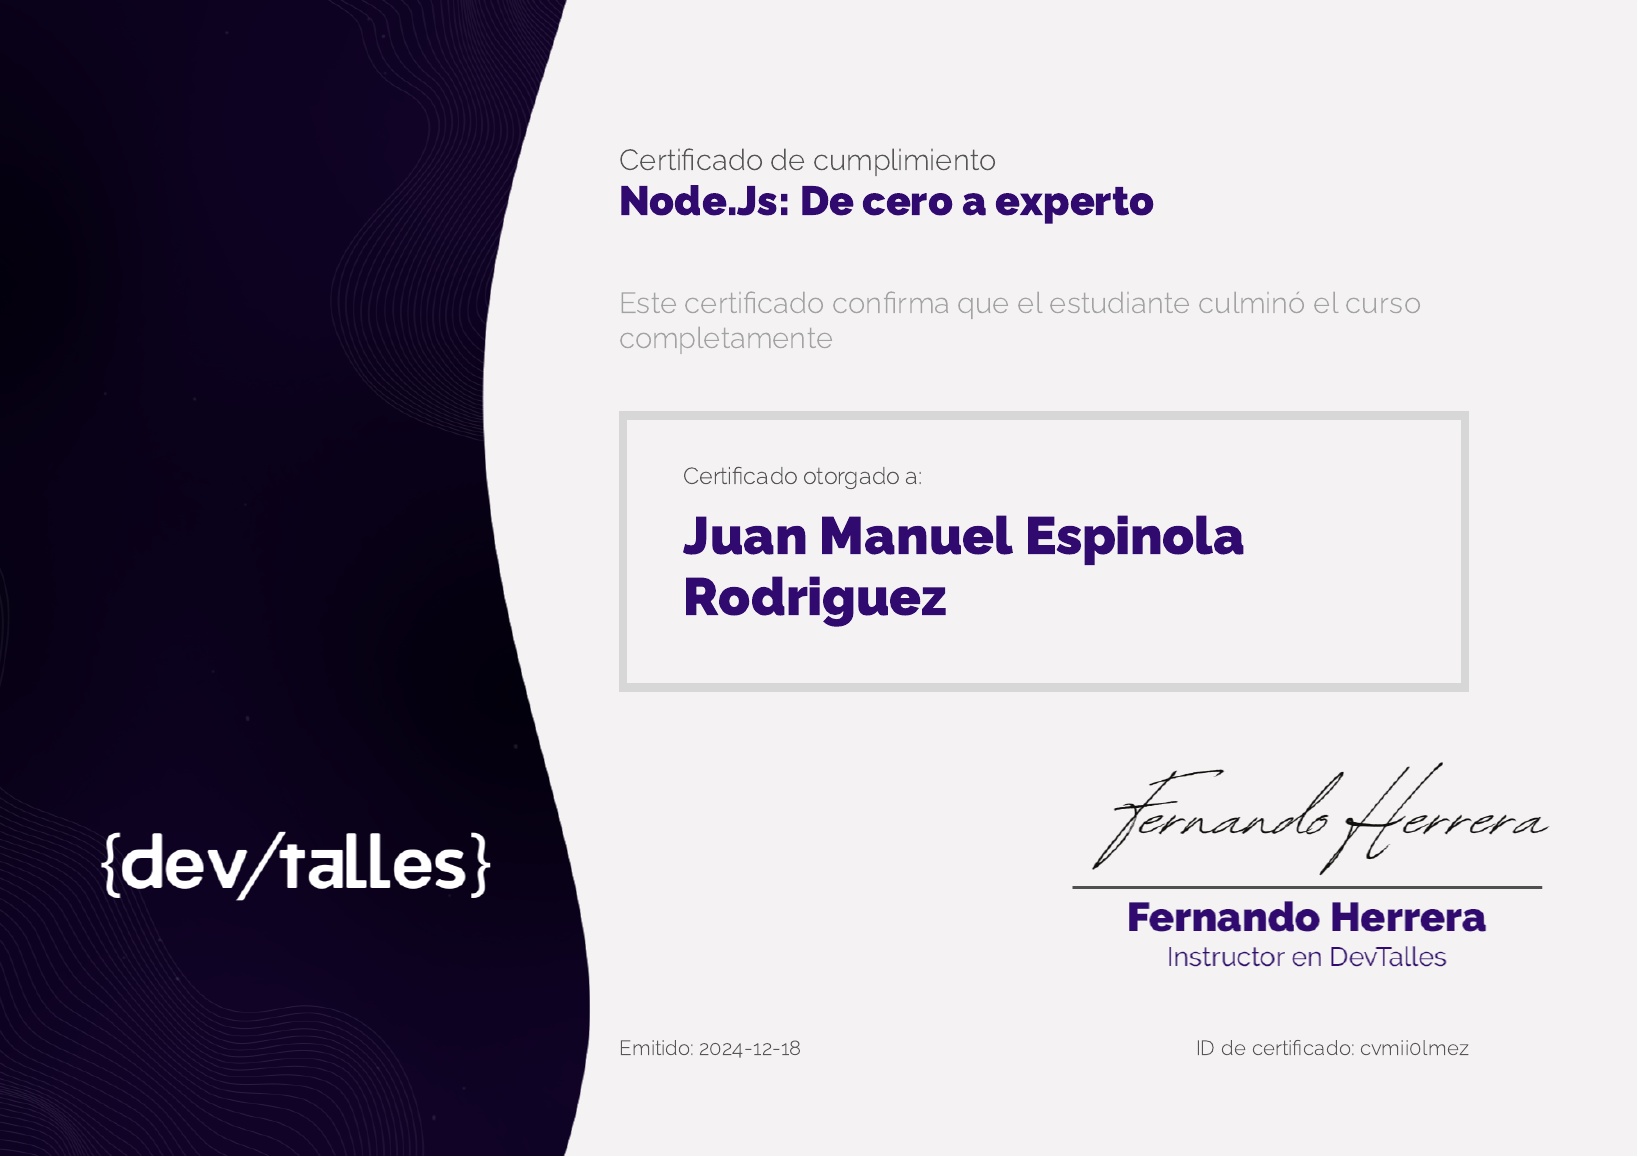 Certificado de cumplimiento
Node.Js: De cero a experto
Este certificado confirma que el estudiante culminó el curso
completamente
Certificado otorgado a:
Juan Manuel Espinola
Rodriguez
{dev/talles}
Fernando Herrera
Fernando Herrera
Instructor en DevTalles
Emitido: 2024-12-18
ID de certificado: cvmii0lmez